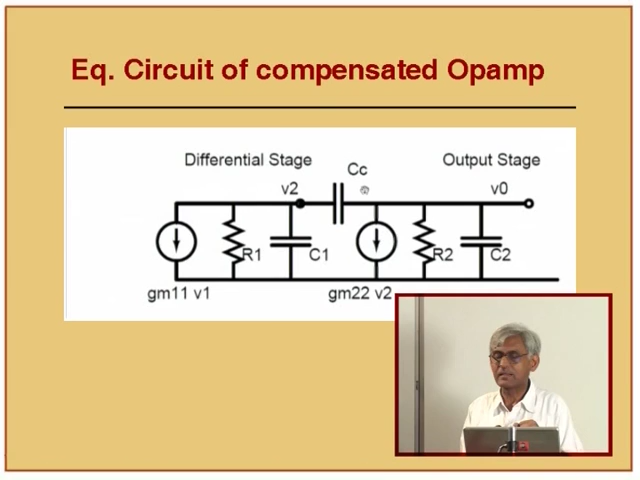 Eq. Circuit of compensated Opamp
Differential Stage
Cc
Output Stage
v2
v0
R1
C1
R2
C2
gm11 v1
gm22 v2